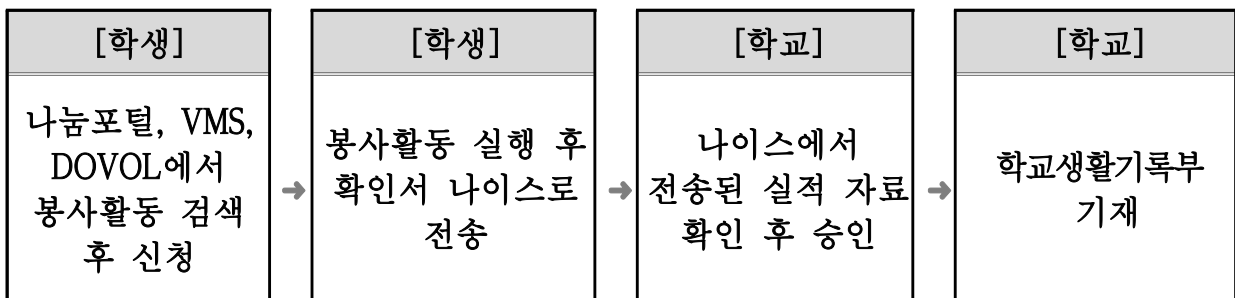 [학생]
나눔포털, VMS,
DOVOL에서
봉사활동 검색
후 신청
➜
[학생]
봉사활동 실행 후
확인서 나이스로
전송
➜
[학교]
나이스에서
전송된 실적 자료
확인 후 승인
➜
[학교]
학교생활기록부
기재